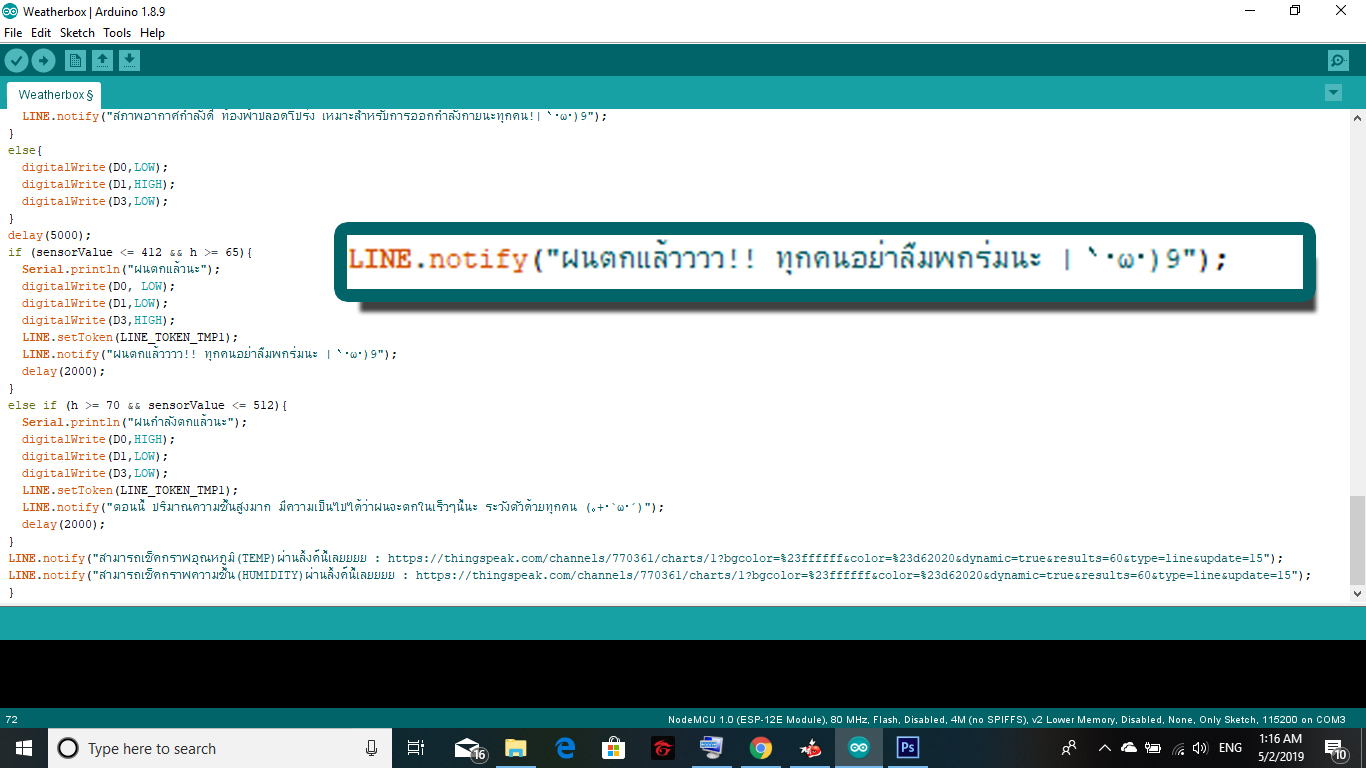 Weatherbox | Arduino 1.8.9
File Edit Sketch Tools Help
Weatherbox §
LINE.notify("สภาพอากาศกำลังดี ท้องฟ้าปลอดโปร่ง เหมาะสำหรับการออกกำลังกายนะทุกคน!| `･ω･)9");
}
else{
digitalWrite(D0,LOW);
digitalWrite(D1,HIGH);
digitalWrite(D3,LOW);
}
delay(5000);
if (sensorValue <= 412 && h >= 65){
Serial.println("ฝนตกแล้วนะ");
digitalWrite(D0, LOW);
digitalWrite(D1,LOW);
digitalWrite(D3,HIGH);
LINE.setToken(LINE_TOKEN_TMP1);
LINE.notify("ฝนตกแล้วววว!! ทุกคนอย่าลืมพกร่มนะ | `･ω･)9");
delay(2000);
}
else if (h >= 70 && sensorValue <= 512){
Serial.println("ฝนกำลังตกแล้วนะ");
digitalWrite(D0,HIGH);
digitalWrite(D1,LOW);
digitalWrite(D3,LOW);
LINE.setToken(LINE_TOKEN_TMP1);
LINE.notify("ตอนนี้ ปริมาณความชื้นสูงมาก มีความเป็นไปได้ว่าฝนจะตกในเร็วๆนี้นะ ระวังตัวด้วยทุกคน (｡+･`ω･´)");
delay(2000);
}
LINE.notify("สามารถเช็คกราฟอุณหภูมิ(TEMP)ผ่านลิ้งค์นี้เลยยยย : https://thingspeak.com/channels/770361/charts/1?bgcolor=%23ffffff&color=%23d62020&dynamic=true&results=60&type=line&update=15");
LINE.notify("สามารถเช็คกราฟความชื้น(HUMIDITY)ผ่านลิ้งค์นี้เลยยยย : https://thingspeak.com/channels/770361/charts/1?bgcolor=%23ffffff&color=%23d62020&dynamic=true&results=60&type=line&update=15");
}
LINE.notify("ฝนตกแล้วววว!! ทุกคนอย่าลืมพกร่มนะ | `･ω･)9");
72
NodeMCU 1.0 (ESP-12E Module), 80 MHz, Flash, Disabled, 4M (no SPIFFS), v2 Lower Memory, Disabled, None, Only Sketch, 115200 on COM3
Type here to search
16
Ps
ENG
1:16 AM
5/2/2019
10